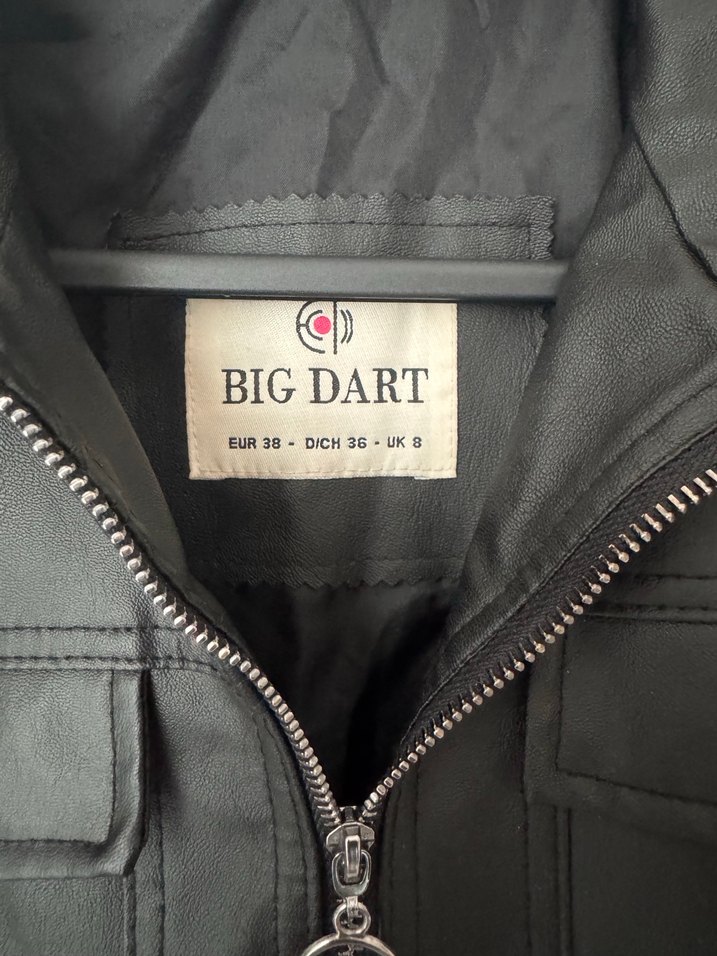 BIG DART
EUR 38 - D/CH 36 - UK 8